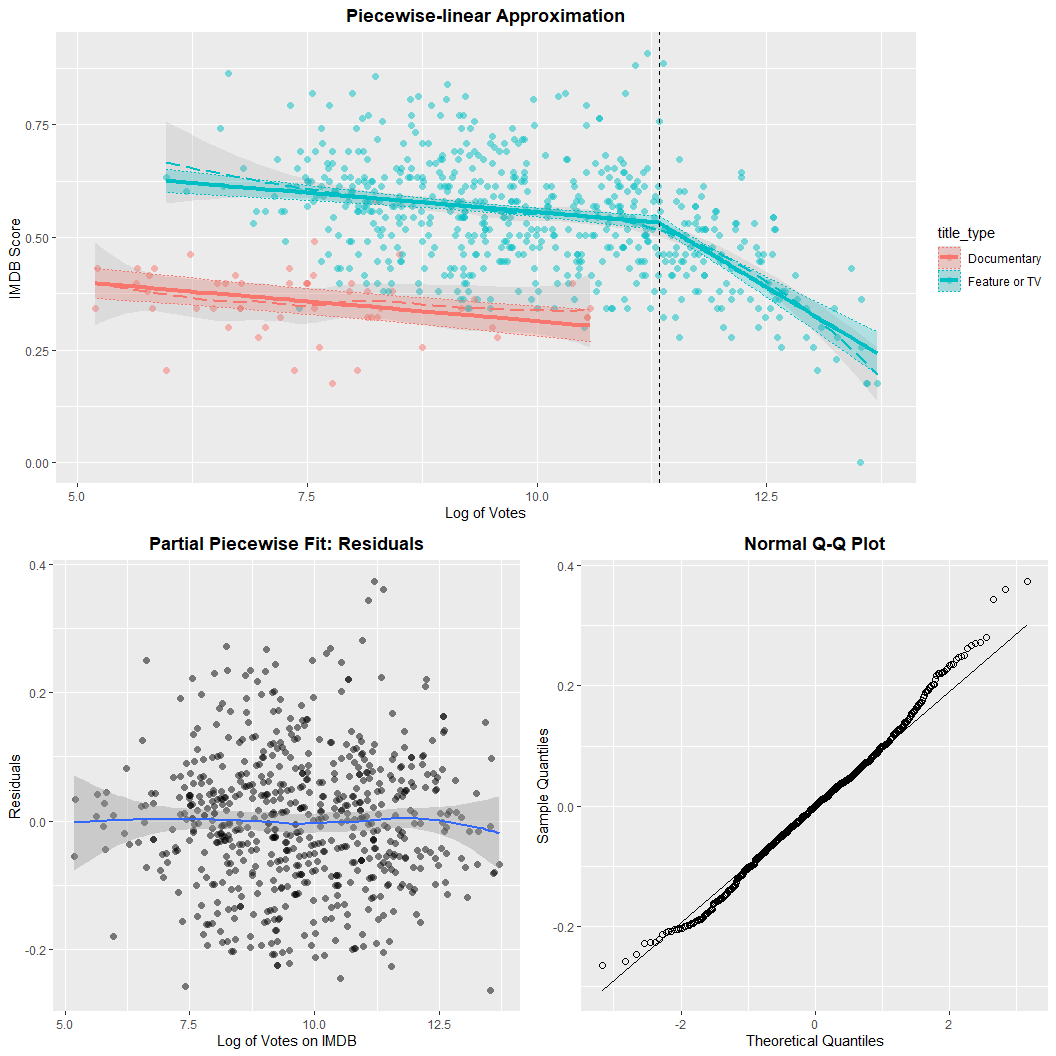 Piecewise-linear Approximation
IMDB Score
0.75
0.50
0.25
0.00
5.0
7.5
10.0
12.5
Log of Votes
title_type
Documentary
Feature or TV
Partial Piecewise Fit: Residuals
Residuals
0.4
0.2
0.0
-0.2
5.0
7.5
10.0
12.5
Log of Votes on IMDB
Normal Q-Q Plot
Sample Quantiles
0.4
0.2
0.0
-0.2
-2
0
2
Theoretical Quantiles